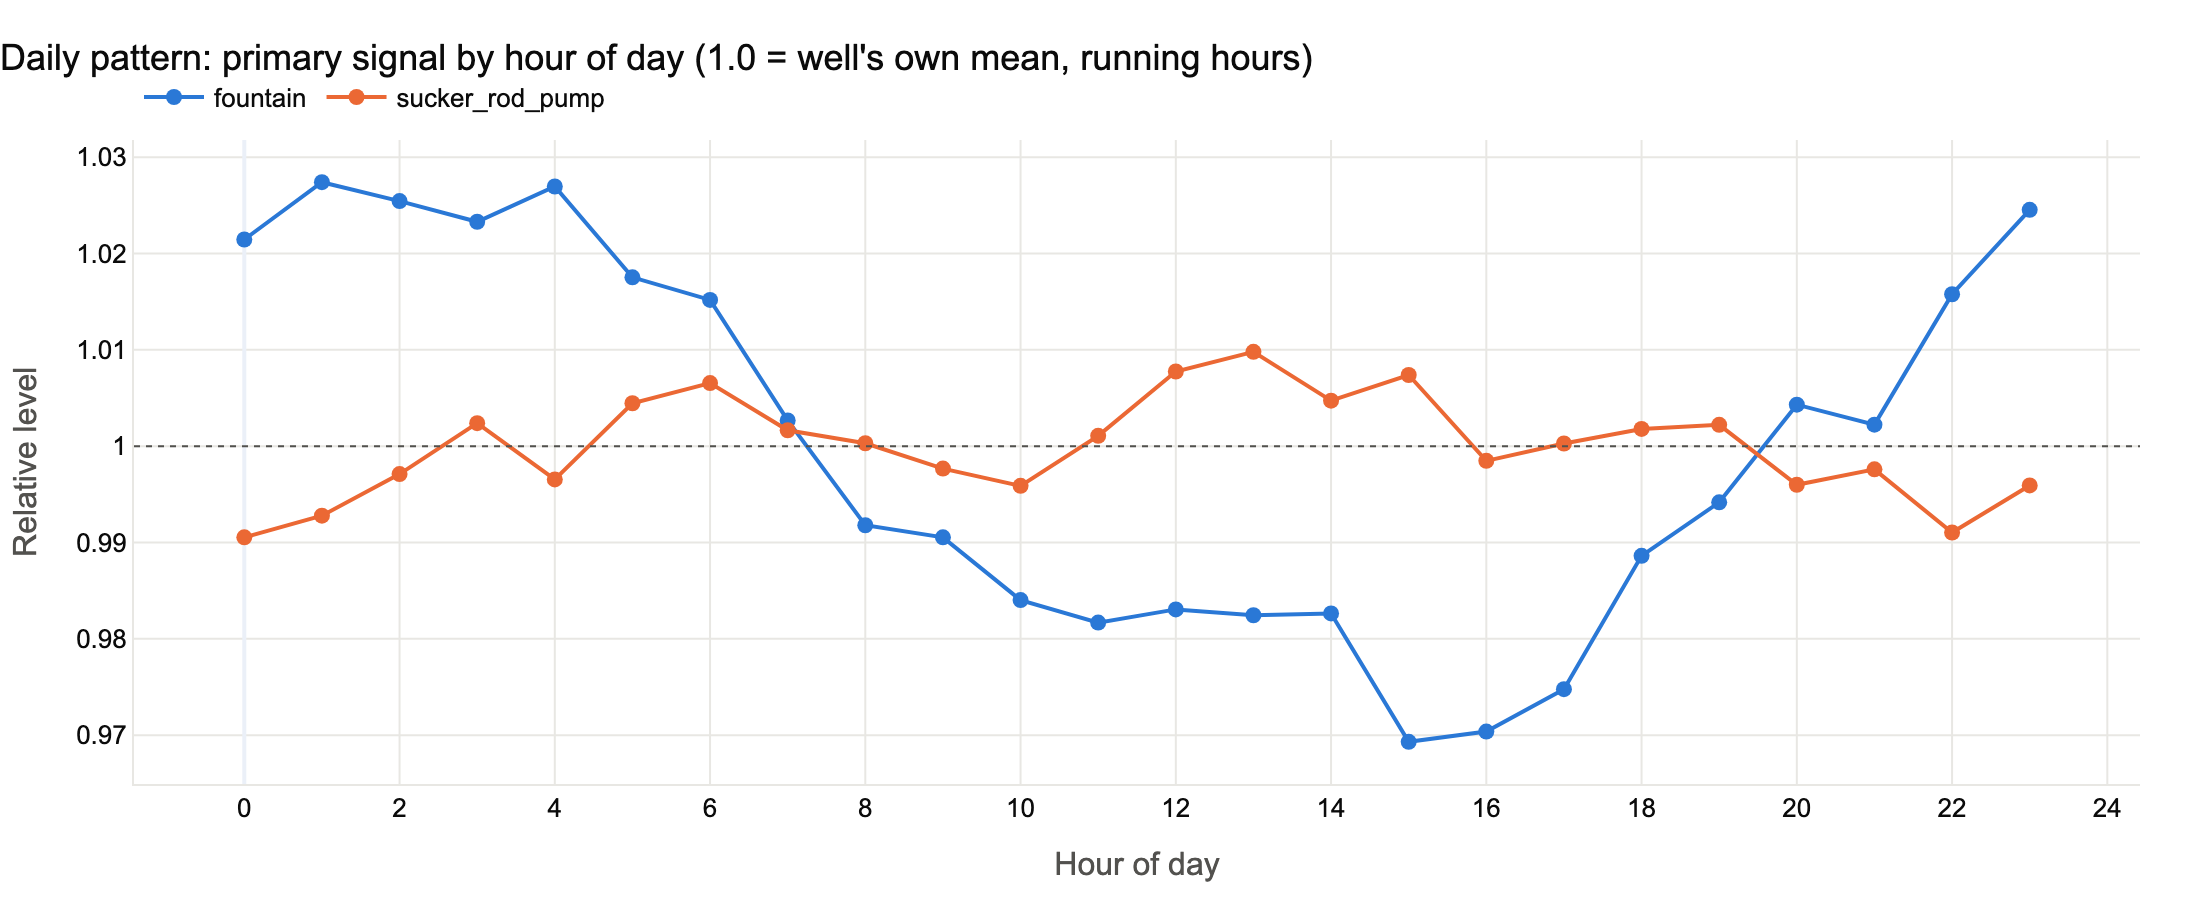 Daily pattern: primary signal by hour of day (1.0 = well's own mean, running hours)
fountain sucker_rod_pump
1.03
1.02
1.01
1
0.99
0.98
0.97
Relative level
0 2 4 6 8 10 12 14 16 18 20 22 24
Hour of day